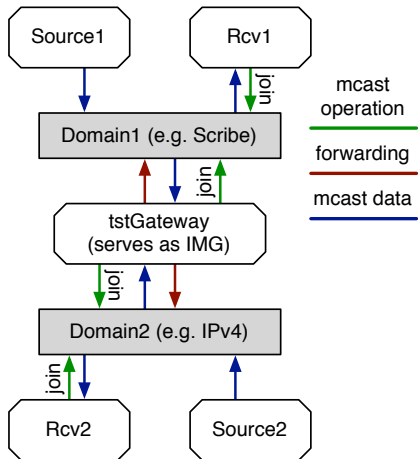 Source1
Rcv1
join
mcast
operation
Domain1 (e.g. Scribe)
forwarding
join
mcast data
tstGateway
(serves as IMG)
join
Domain2 (e.g. IPv4)
join
Rcv2
Source2